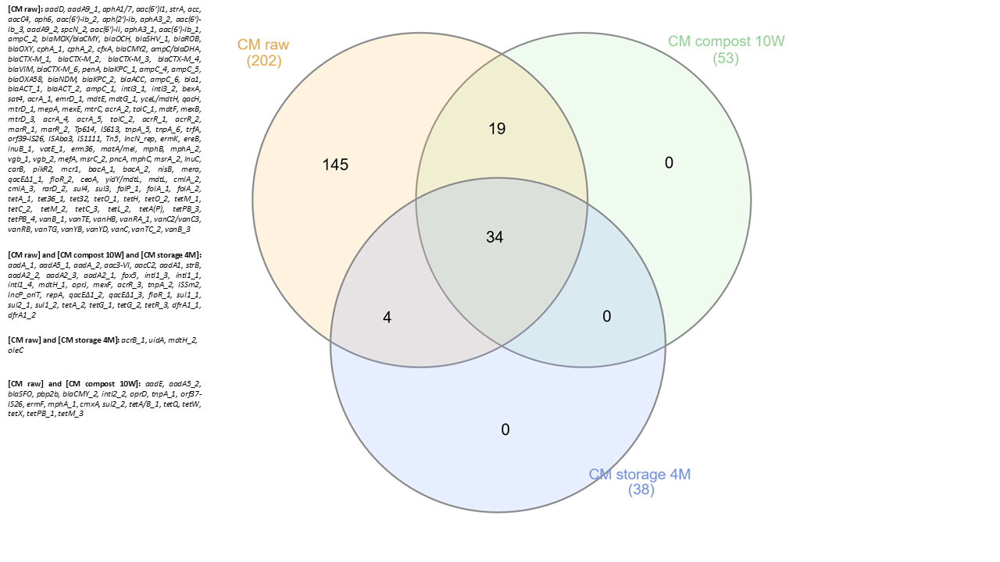 [CM raw]: aadD, aadA9_1, aphA1/7, aac(6')I1, strA, acc,
aacC4, aph6, aac(6')-Ib_2, aph(2')-Ib, aphA3_2, aac(6')-
Ib_3, aadA9_2, spcN_2, aac(6')-II, aphA3_1, aac(6')-Ib_1,
ampC_2, blaMOX/blaCMY, blaOCH, blaSHV_1, blaROB,
blaOXY, cphA_1, cphA_2, cfxA, blaCMY2, ampC/blaDHA,
blaCTX-M_1, blaCTX-M_2, blaCTX-M_3, blaCTX-M_4,
blaVIM, blaCTX-M_6, penA, blaKPC_1, ampC_4, ampC_5,
blaOXA58, blaNDM, blaKPC_2, blaACC, ampC_6, bla1,
blaACT_1, blaACT_2, ampC_1, intI3_1, intI3_2, bexA,
sat4, acrA_1, emrD_1, mdtE, mdtG_1, yceL/mdtH, qacH,
mtrD_1, mepA, mexE, mtrC, acrA_2, tolC_1, mdtF, mexB,
mtrD_3, acrA_4, acrA_5, tolC_2, acrR_1, acrR_2,
marR_1, marR_2, Tp614, IS613, tnpA_5, tnpA_6, trfA,
orf39-IS26, ISAba3, IS1111, Tn5, IncN_rep, ermK, ereB,
lnuB_1, vatE_1, erm36, matA/mel, mphB, mphA_2,
vgb_1, vgb_2, mefA, msrC_2, pncA, mphC, msrA_2, lnuC,
carB, pikR2, mcr1, bacA_1, bacA_2, nisB, mera,
qacEΔ1_1, floR_2, ceoA, yidY/mdtL, mdtL, cmlA_2,
cmlA_3, rarD_2, sul4, sul3, folP_1, folA_1, folA_2,
tetA_1, tet36_1, tet32, tetO_1, tetH, tetO_2, tetM_1,
tetC_2, tetM_2, tetC_3, tetL_2, tetA(P), tetPB_3,
tetPB_4, vanB_1, vanTE, vanHB, vanRA_1, vanC2/vanC3,
vanRB, vanTG, vanYB, vanYD, vanC, vanTC_2, vanB_3
[CM raw] and [CM compost 10W] and [CM storage 4M]:
aadA_1, aadA5_1, aadA_2, aac3-VI, aacC2, aadA1, strB,
aadA2_2, aadA2_3, aadA2_1, fox5, intI1_3, intI1_1,
intI1_4, mdtH_1, oprJ, mexF, acrR_3, tnpA_2, ISSm2,
IncP_oriT, repA, qacEΔ1_2, qacEΔ1_3, floR_1, sul1_1,
sul2_1, sul1_2, tetA_2, tetG_1, tetG_2, tetR_3, dfrA1_1,
dfrA1_2
[CM raw] and [CM storage 4M]: acrB_1, uidA, mdtH_2,
oleC
[CM raw] and [CM compost 10W]: aadE, aadA5_2,
blaSFO, pbp2b, blaCMY_2, intI2_2, oprD, tnpA_1, orf37-
IS26, ermF, mphA_1, cmxA, sul2_2, tetA/B_1, tetQ, tetW,
tetX, tetPB_1, tetM_3
CM raw
(202)
CM compost 10W
(53)
19
145
0
34
4
0
0
CM storage 4M
(38)